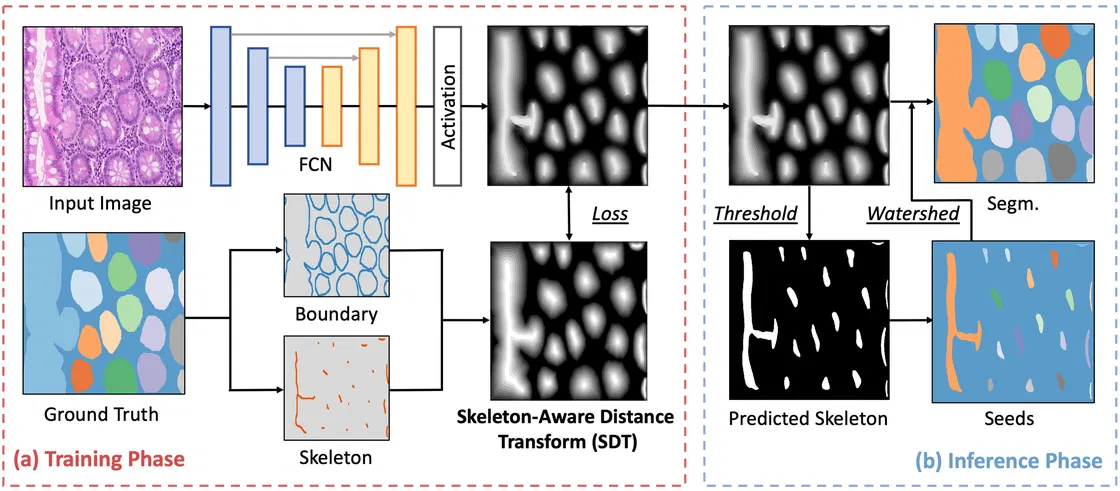 Input Image
FCN
Activation
Loss
Ground Truth
Boundary
Skeleton
Skeleton-Aware Distance
Transform (SDT)
(a) Training Phase
Threshold
Watershed
Segm.
Predicted Skeleton
Seeds
(b) Inference Phase